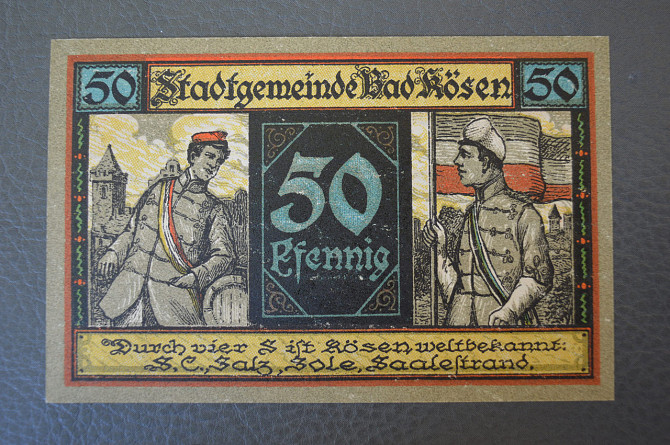 50 Stadtgemeinde Bad Kösen 50
50
Pfennig
Durch vier S ist Kösen weltbekannt:
S.C., Salz, Sole, Saalestrand.